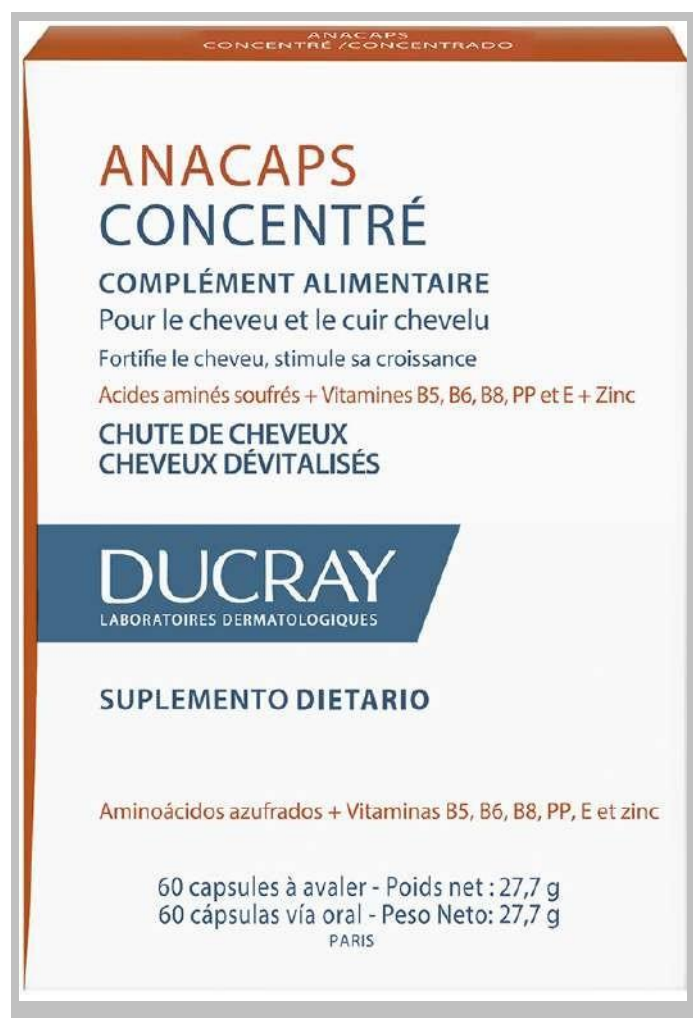 ANACAPS
CONCENTRÉ / CONCENTRADO
ANACAPS
CONCENTRÉ
COMPLÉMENT ALIMENTAIRE
Pour le cheveu et le cuir chevelu
Fortifie le cheveu, stimule sa croissance
Acides aminés soufrés + Vitamines B5, B6, B8, PP et E + Zinc
CHUTE DE CHEVEUX
CHEVEUX DÉVITALISÉS
DUCRAY
LABORATOIRES DERMATOLOGIQUES
SUPLEMENTO DIETARIO
Aminoácidos azufrados + Vitaminas B5, B6, B8, PP, E et zinc
60 capsules à avaler - Poids net : 27,7 g
60 cápsulas vía oral - Peso Neto: 27,7 g
PARIS